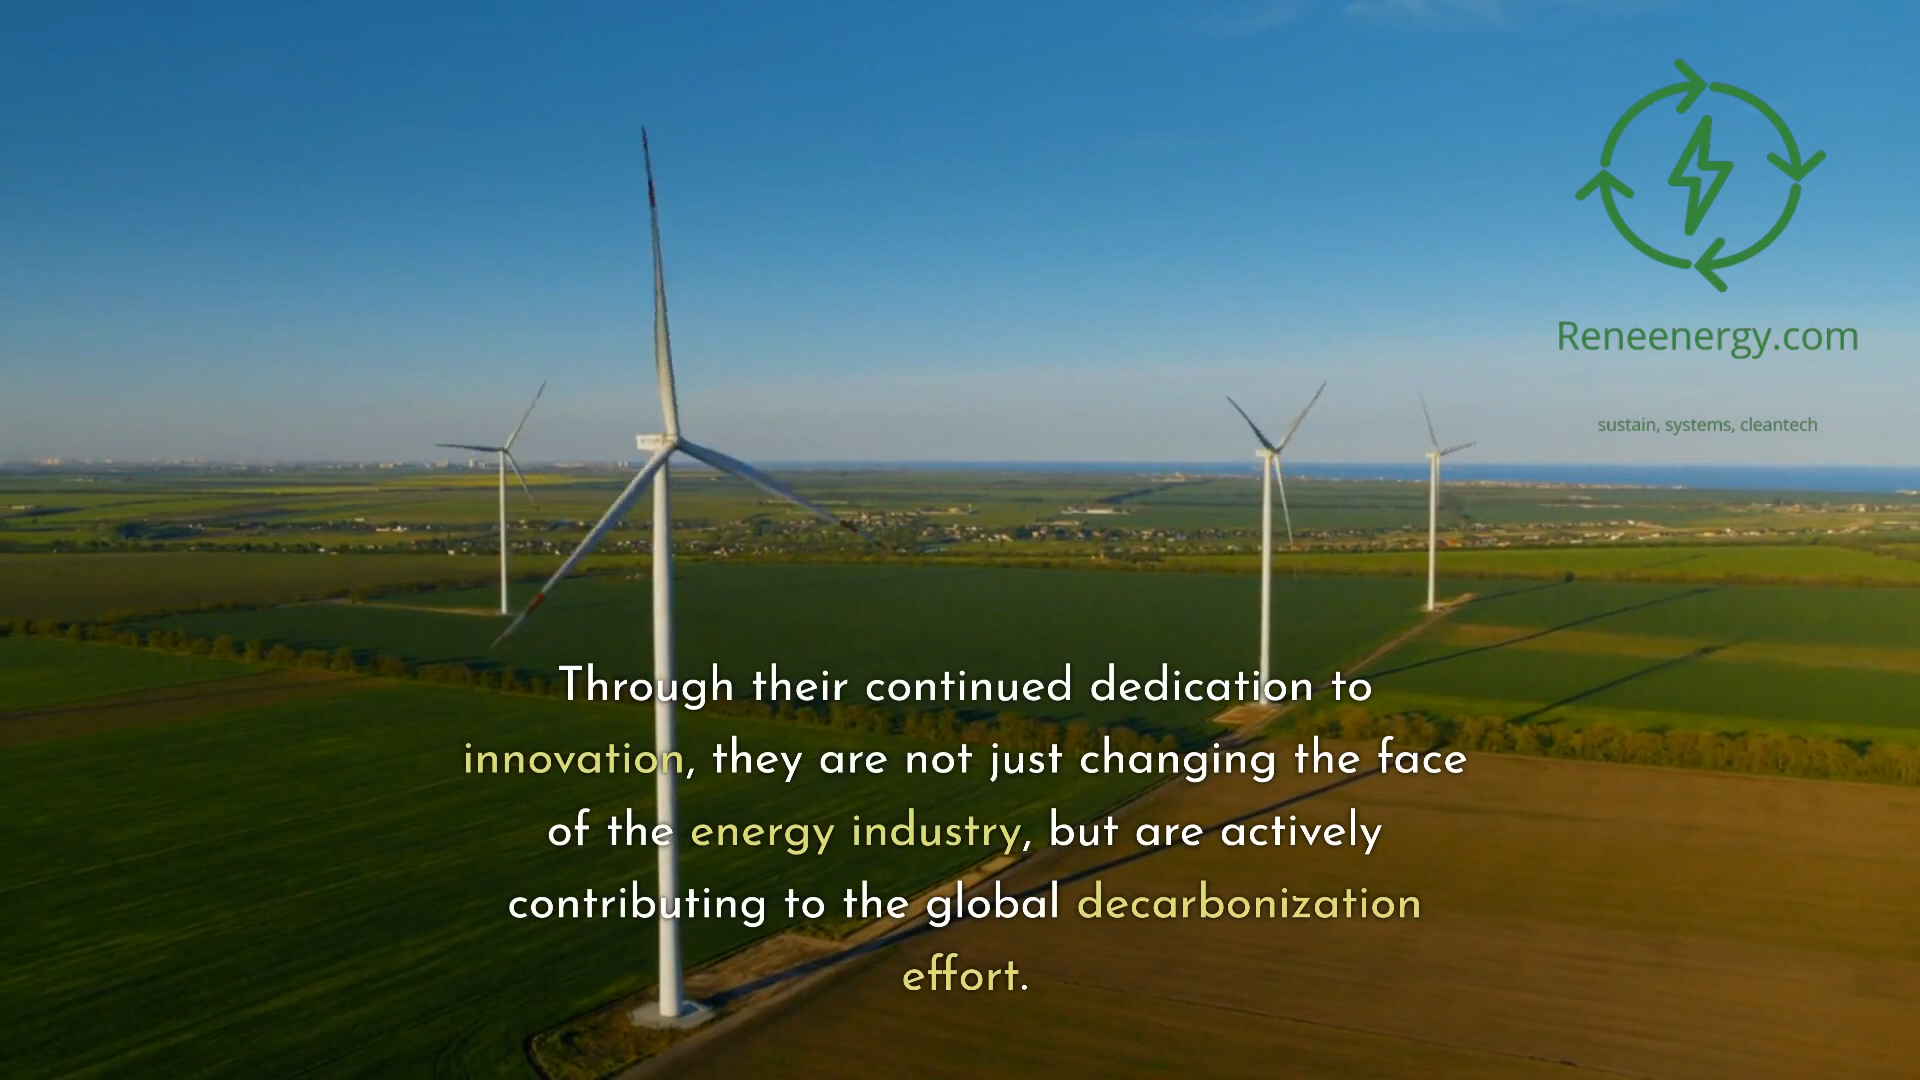 Reneenergy.com
sustain, systems, cleantech
Through their continued dedication to
innovation, they are not just changing the face
of the energy industry, but are actively
contributing to the global decarbonization
effort.